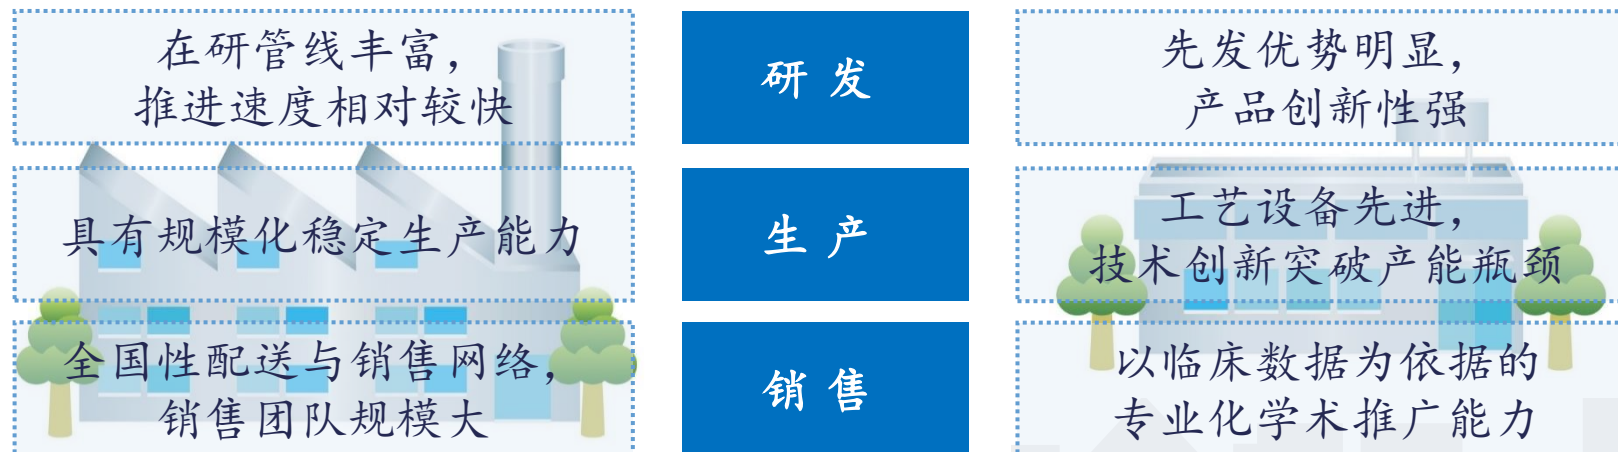 在研管线丰富，
推进速度相对较快
研发
先发优势明显，
产品创新性强
具有规模化稳定生产能力
生产
工艺设备先进，
技术创新突破产能瓶颈
全国性配送与销售网络，
销售团队规模大
销售
以临床数据为依据的
专业化学术推广能力